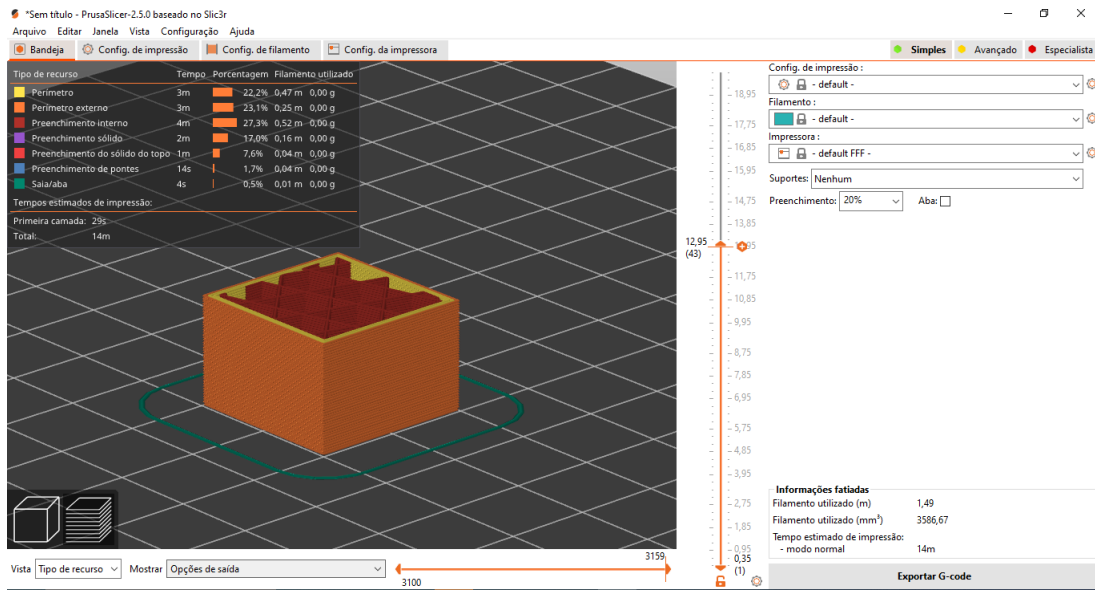 *Sem título - PrusaSlicer-2.5.0 baseado no Slic3r
Arquivo Editar Janela Vista Configuração Ajuda
Bandeja Config. de impressão Config. de filamento Config. da impressora Simples Avançado Especialista
Tipo de recurso Tempo Porcentagem Filamento utilizado
Perímetro 3m 22,2% 0,47 m 0,00 g
Perímetro externo 3m 23,1% 0,25 m 0,00 g
Preenchimento interno 4m 27,3% 0,52 m 0,00 g
Preenchimento sólido 2m 17,0% 0,16 m 0,00 g
Preenchimento do sólido do topo 1m 7,6% 0,04 m 0,00 g
Preenchimento de pontes 14s 1,7% 0,04 m 0,00 g
Saia/aba 4s 0,5% 0,01 m 0,00 g
Tempos estimados de impressão:
Primeira camada: 29s
Total: 14m
18,95
17,75
16,85
15,95
14,75
13,85
12,95
(43)
11,75
10,85
9,95
8,75
7,85
6,95
5,75
4,85
3,95
2,75
1,85
0,95
0,35
(1)
Config. de impressão :
- default -
Filamento :
- default -
Impressora :
- default FFF -
Suportes: Nenhum
Preenchimento: 20% Aba:
Informações fatiadas
Filamento utilizado (m) 1,49
Filamento utilizado (mm³) 3586,67
Tempo estimado de impressão:
- modo normal 14m
Exportar G-code
Vista Tipo de recurso Mostrar Opções de saída
3159
3100